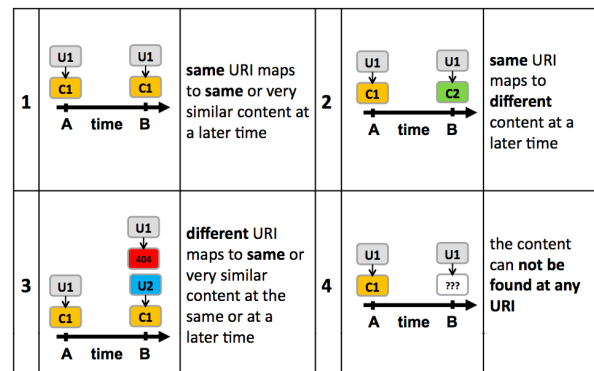 1
U1 U1
C1 C1
A time B
same URI maps
to same or very
similar content at
a later time
2
U1 U1
C1 C2
A time B
same URI
maps to
different
content at a
later time
3
U1
404
U1 U2
C1 C1
A time B
different URI
maps to same or
very similar
content at the
same or at a
later time
4
U1 U1
C1 ???
A time B
the content
can not be
found at any
URI